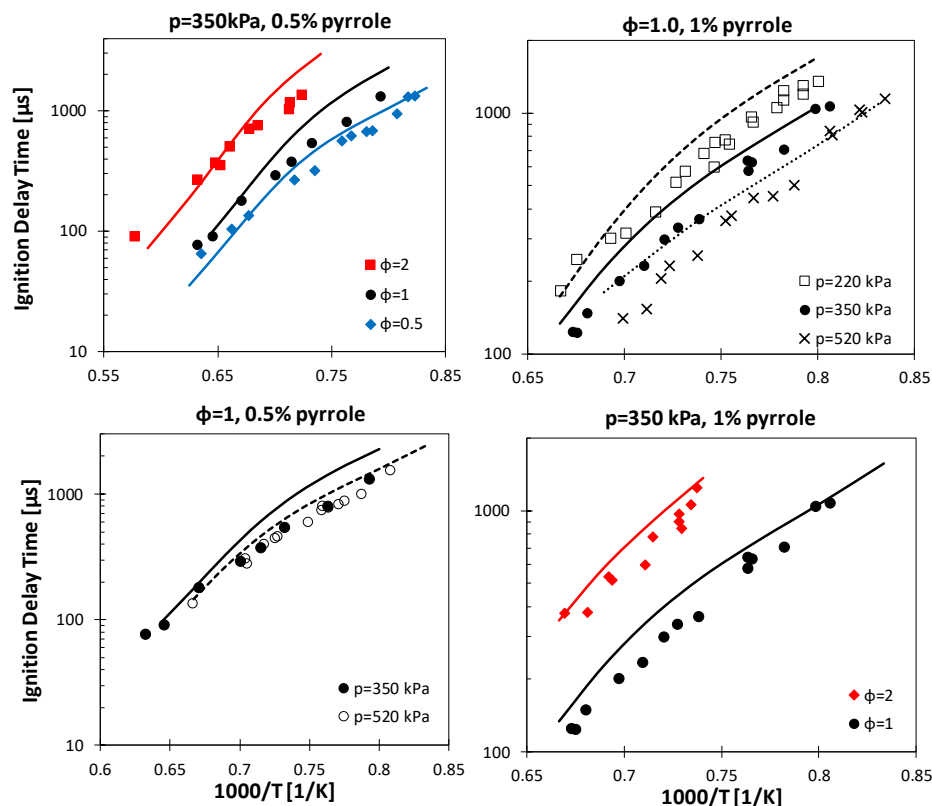 p=350kPa, 0.5% pyrrole
Ignition Delay Time [µs]
1000
100
10
0.55
0.65
0.75
0.85
ϕ=2
ϕ=1
ϕ=0.5
ϕ=1.0, 1% pyrrole
1000
100
0.65
0.7
0.75
0.8
0.85
p=220 kPa
p=350 kPa
p=520 kPa
ϕ=1, 0.5% pyrrole
Ignition Delay Time [µs]
1000
100
10
0.6
0.65
0.7
0.75
0.8
0.85
1000/T [1/K]
p=350 kPa
p=520 kPa
p=350 kPa, 1% pyrrole
1000
100
0.65
0.7
0.75
0.8
0.85
1000/T [1/K]
ϕ=2
ϕ=1